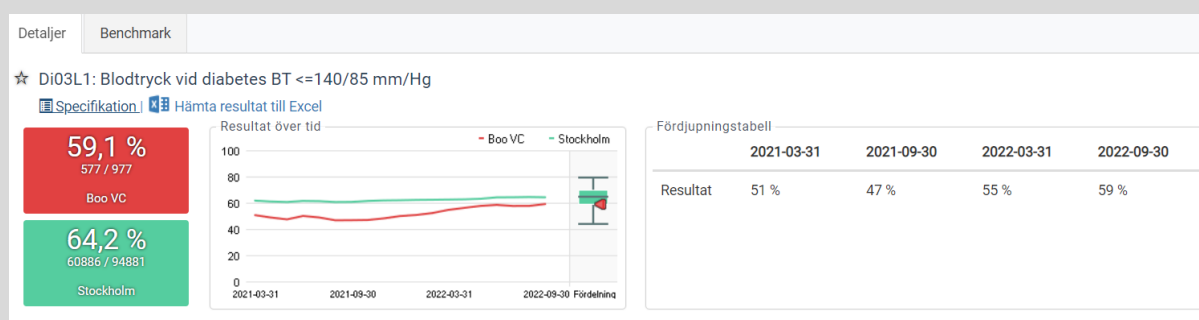 Detaljer Benchmark
Di03L1: Blodtryck vid diabetes BT <=140/85 mm/Hg
Specifikation | Hämta resultat till Excel
59,1 %
577 / 977
Boo VC
64,2 %
60886 / 94881
Stockholm
Resultat över tid
Boo VC Stockholm
100
80
60
40
20
0
2021-03-31 2021-09-30 2022-03-31 2022-09-30 Fördelning
Fördjupningstabell
2021-03-31 2021-09-30 2022-03-31 2022-09-30
Resultat 51 % 47 % 55 % 59 %